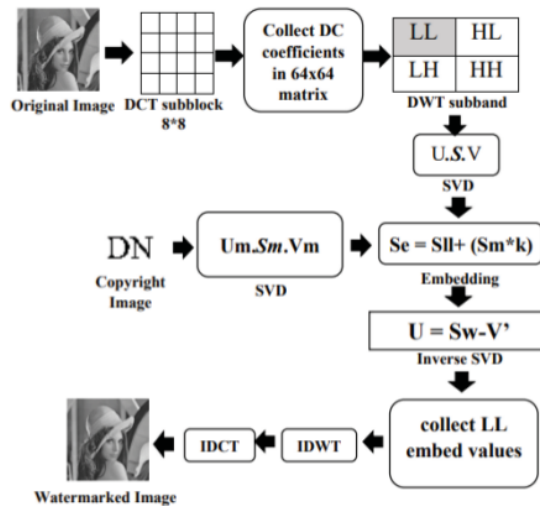 Original Image
DCT subblock
8*8
Collect DC
coefficients
in 64x64
matrix
LL HL
LH HH
DWT subband
U.S.V
SVD
DN
Copyright
Image
Um.Sm.Vm
SVD
Se = Sll+ (Sm*k)
Embedding
U = Sw-V’
Inverse SVD
collect LL
embed values
IDWT
IDCT
Watermarked Image